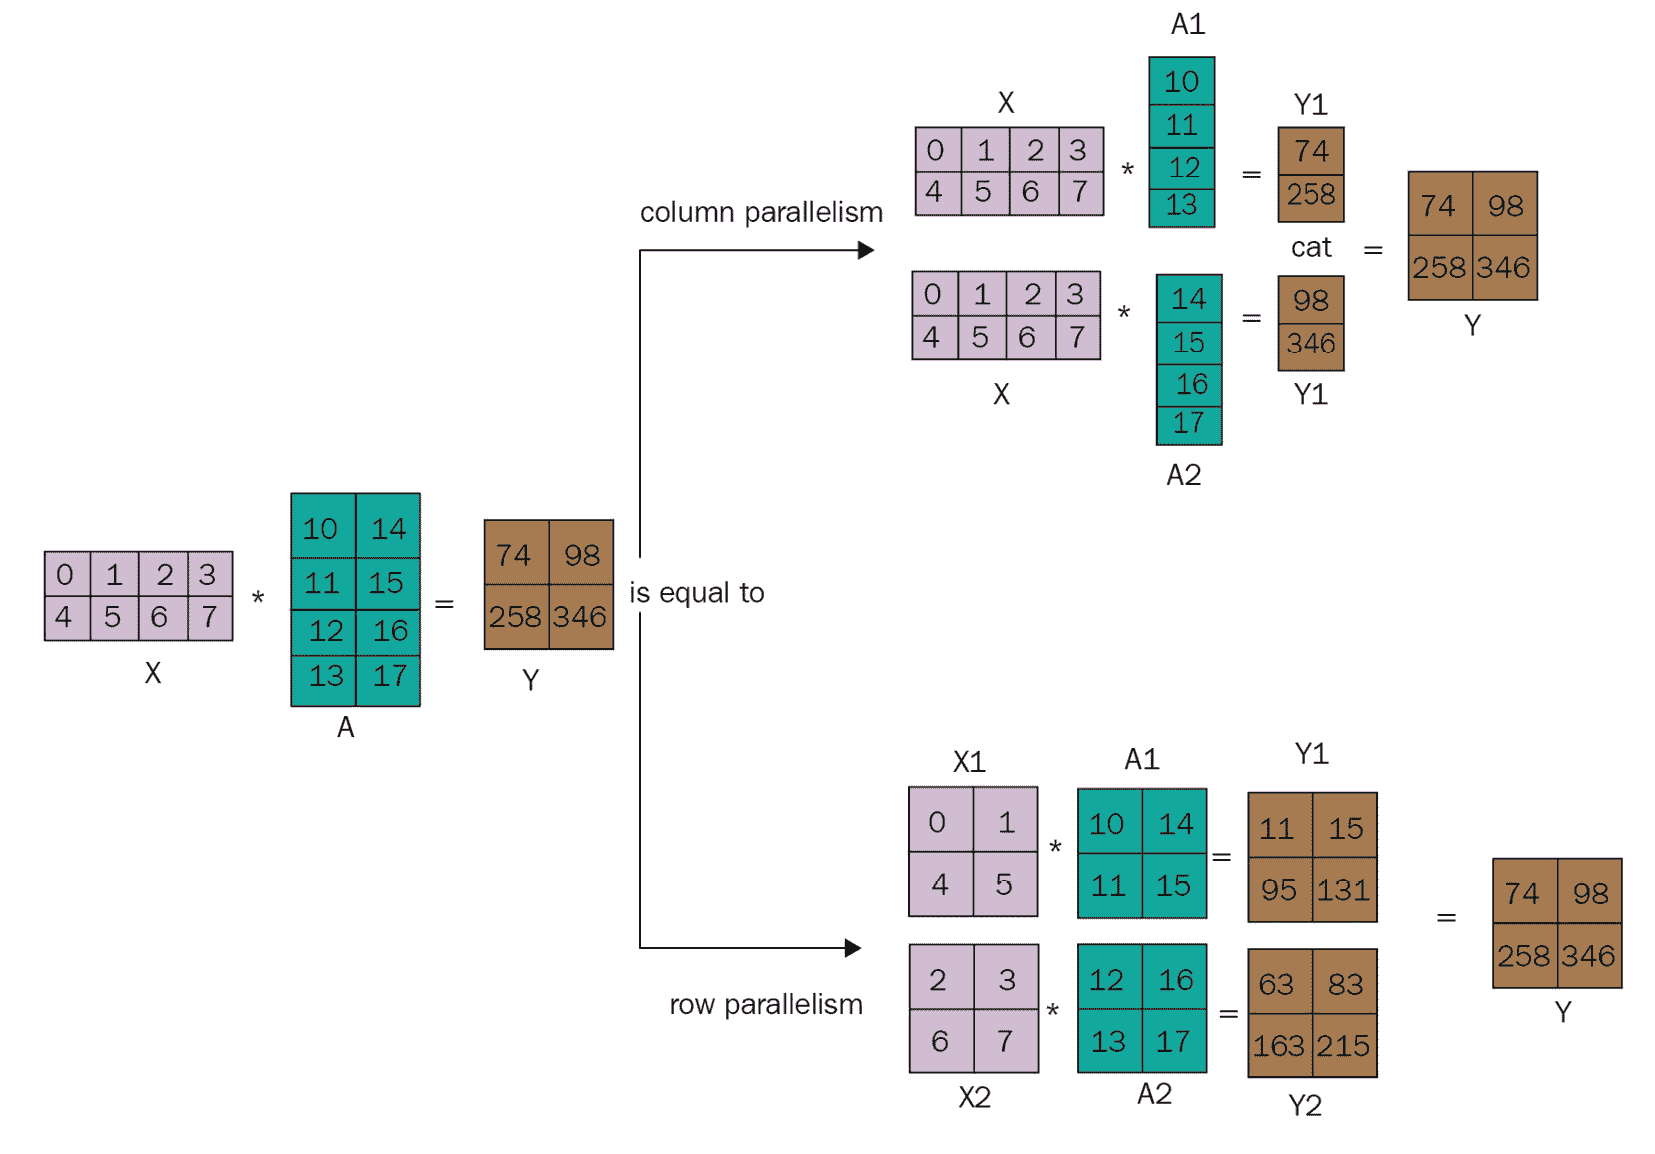 X * A = Y
0 1 2 3
4 5 6 7
*
10 14
11 15
12 16
13 17
=
74 98
258 346
X
A
Y
is equal to
column parallelism
A1
X
0 1 2 3
4 5 6 7
*
10
11
12
13
=
Y1
74
258
cat
X
0 1 2 3
4 5 6 7
*
14
15
16
17
A2
=
98
346
Y1
=
74 98
258 346
Y
row parallelism
X1
0 1
4 5
*
A1
10 14
11 15
=
Y1
11 15
95 131
2 3
6 7
X2
*
12 16
13 17
A2
=
63 83
163 215
Y2
=
74 98
258 346
Y